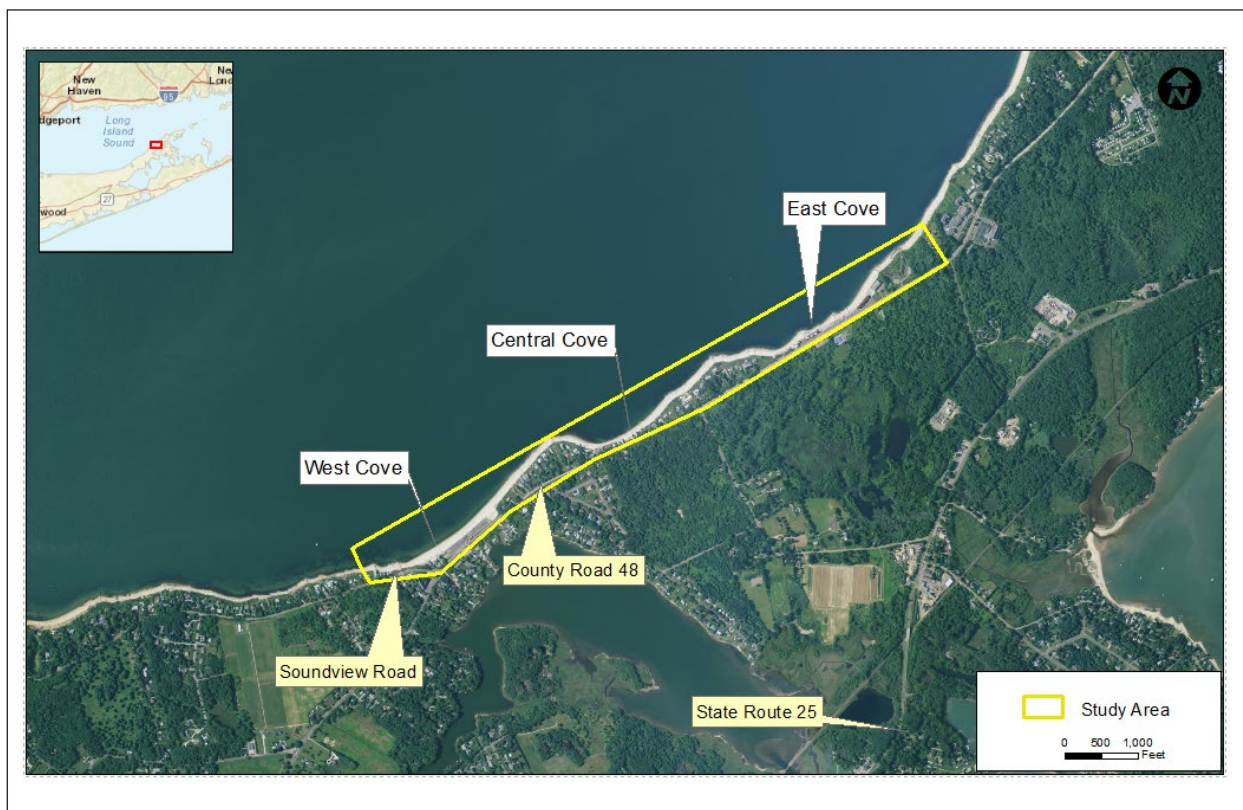 New
Haven
New
Lond
95
dgeport
Long
Island
Sound
27
wood
N
East Cove
Central Cove
West Cove
County Road 48
Soundview Road
State Route 25
Study Area
0 500 1,000
Feet